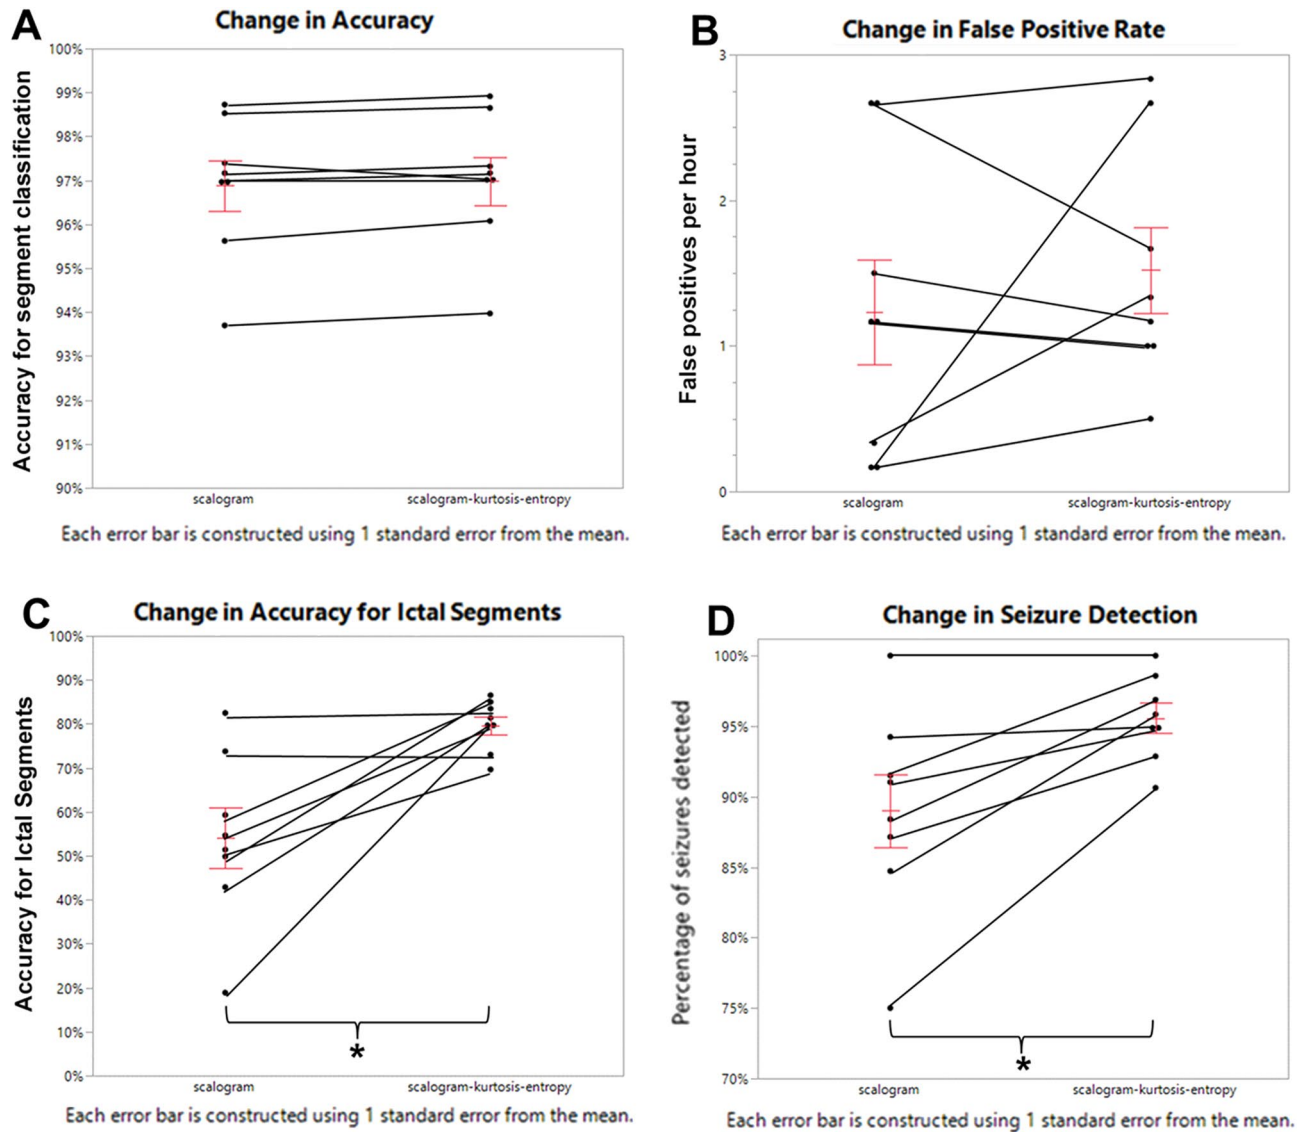 A
Change in Accuracy
Accuracy for segment classification
100%
99%
98%
97%
96%
95%
94%
93%
92%
91%
90%
scalogram
scalogram-kurtosis-entropy
Each error bar is constructed using 1 standard error from the mean.
B
Change in False Positive Rate
False positives per hour
3
2
1
0
scalogram
scalogram-kurtosis-entropy
Each error bar is constructed using 1 standard error from the mean.
C
Change in Accuracy for Ictal Segments
Accuracy for Ictal Segments
100%
90%
80%
70%
60%
50%
40%
30%
20%
10%
0%
*
scalogram
scalogram-kurtosis-entropy
Each error bar is constructed using 1 standard error from the mean.
D
Change in Seizure Detection
Percentage of seizures detected
100%
95%
90%
85%
80%
75%
70%
*
scalogram
scalogram-kurtosis-entropy
Each error bar is constructed using 1 standard error from the mean.